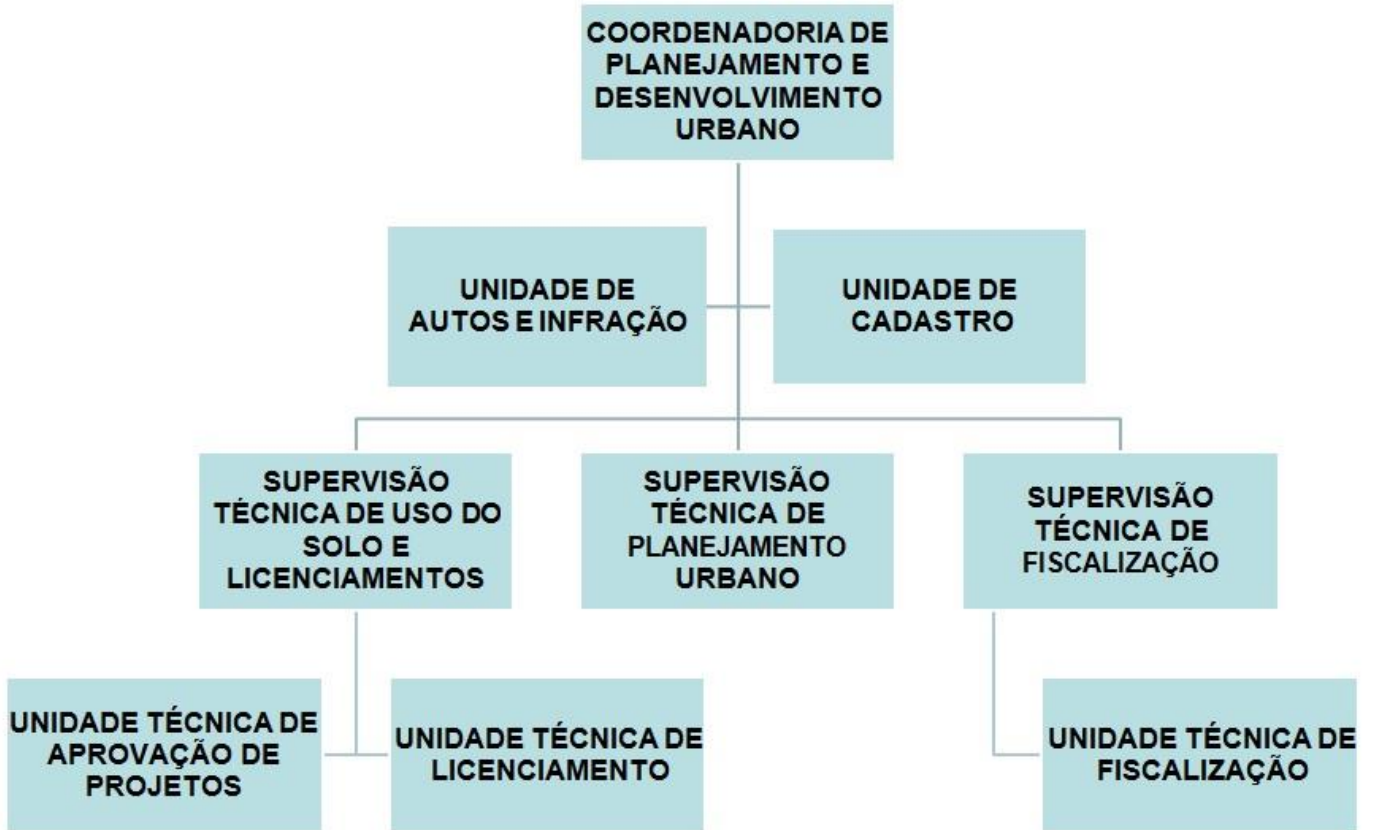 COORDENADORIA DE
PLANEJAMENTO E
DESENVOLVIMENTO
URBANO
UNIDADE DE
AUTOS E INFRAÇÃO
UNIDADE DE
CADASTRO
SUPERVISÃO
TÉCNICA DE USO DO
SOLO E
LICENCIAMENTOS
SUPERVISÃO
TÉCNICA DE
PLANEJAMENTO
URBANO
SUPERVISÃO
TÉCNICA DE
FISCALIZAÇÃO
UNIDADE TÉCNICA DE
APROVAÇÃO DE
PROJETOS
UNIDADE TÉCNICA DE
LICENCIAMENTO
UNIDADE TÉCNICA DE
FISCALIZAÇÃO